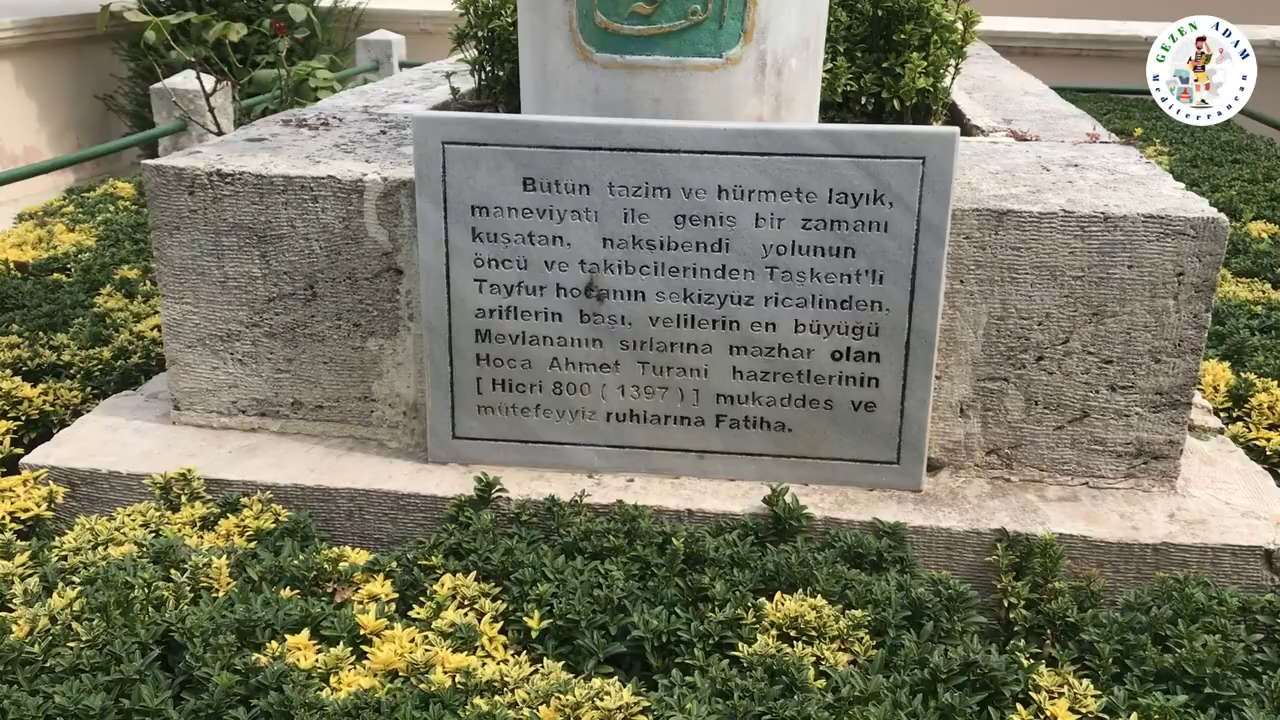 الفاتحة
Bütün tazim ve hürmete layık,
maneviyatı ile geniş bir zamanı
kuşatan, nakşibendi yolunun
öncü ve takibcilerinden Taşkent'li
Tayfur hocanın sekizyüz ricalinden,
ariflerin başı, velilerin en büyüğü
Mevlananın sırlarına mazhar olan
Hoca Ahmet Turani hazretlerinin
[ Hicri 800 ( 1397 ) ] mukaddes ve
mütefeyyiz ruhlarına Fatiha.
GEZEN ADAM
Mediterranean